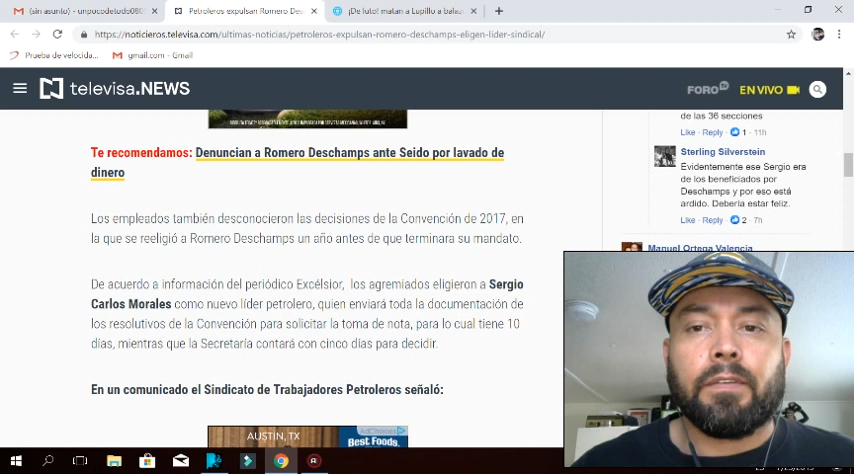 (sin asunto) - unpocodetodo080
Petroleros expulsan Romero Des
¡De luto! matan a Lupillo a balaz
https://noticieros.televisa.com/ultimas-noticias/petroleros-expulsan-romero-deschamps-eligen-lider-sindical/
Prueba de velocida...
gmail.com - Gmail
televisa.NEWS
FORO
EN VIVO
Te recomendamos: Denuncian a Romero Deschamps ante Seido por lavado de
dinero
Los empleados también desconocieron las decisiones de la Convención de 2017, en
la que se reeligió a Romero Deschamps un año antes de que terminara su mandato.
De acuerdo a información del periódico Excélsior, los agremiados eligieron a Sergio
Carlos Morales como nuevo líder petrolero, quien enviará toda la documentación de
los resolutivos de la Convención para solicitar la toma de nota, para lo cual tiene 10
días, mientras que la Secretaría contará con cinco días para decidir.
En un comunicado el Sindicato de Trabajadores Petroleros señaló:
AUSTIN, TX
AdChoices
Best Foods.
de las 36 secciones
Like · Reply · 1 · 11h
Sterling Silverstein
Evidentemente ese Sergio era
de los beneficiados por
Deschamps y por eso está
ardido. Debería estar feliz.
Like · Reply · 2 · 7h
Manuel Ortega Valencia